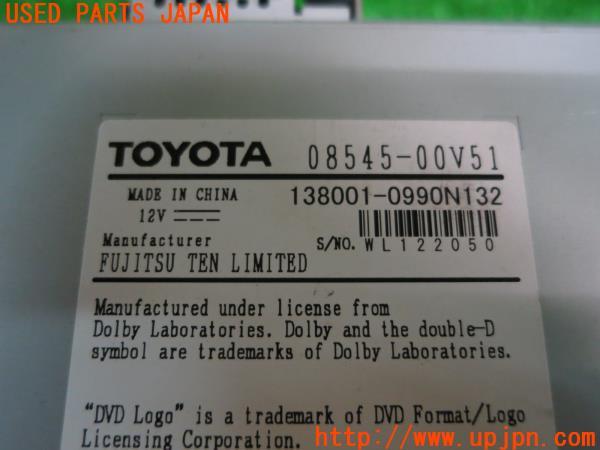 USED PARTS JAPAN
TOYOTA 08545-00V51
MADE IN CHINA 138001-0990N132
12V
Manufacturer S/NO. WL122050
FUJITSU TEN LIMITED
Manufactured under license from
Dolby Laboratories. Dolby and the double-D
symbol are trademarks of Dolby Laboratories.
“DVD Logo” is a trademark of DVD Format/Logo
Licensing Corporation.
http://www.upjpn.com